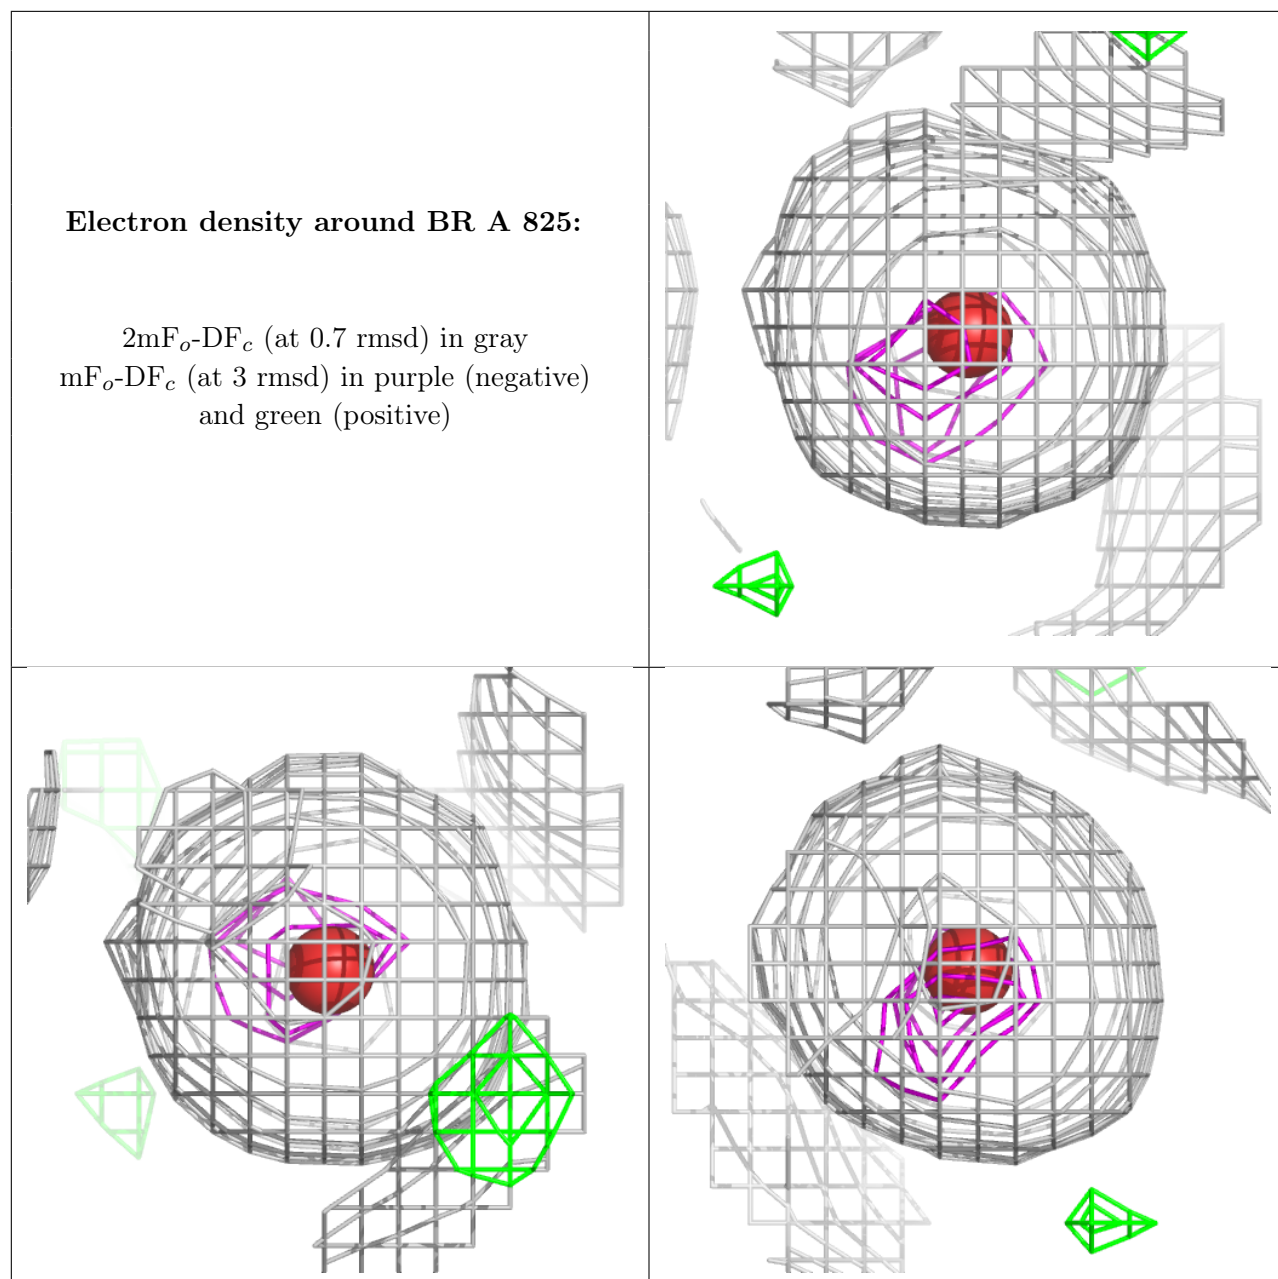 Electron density around BR A 825:
2mFₒ-DF𝒸 (at 0.7 rmsd) in gray
mFₒ-DF𝒸 (at 3 rmsd) in purple (negative)
and green (positive)